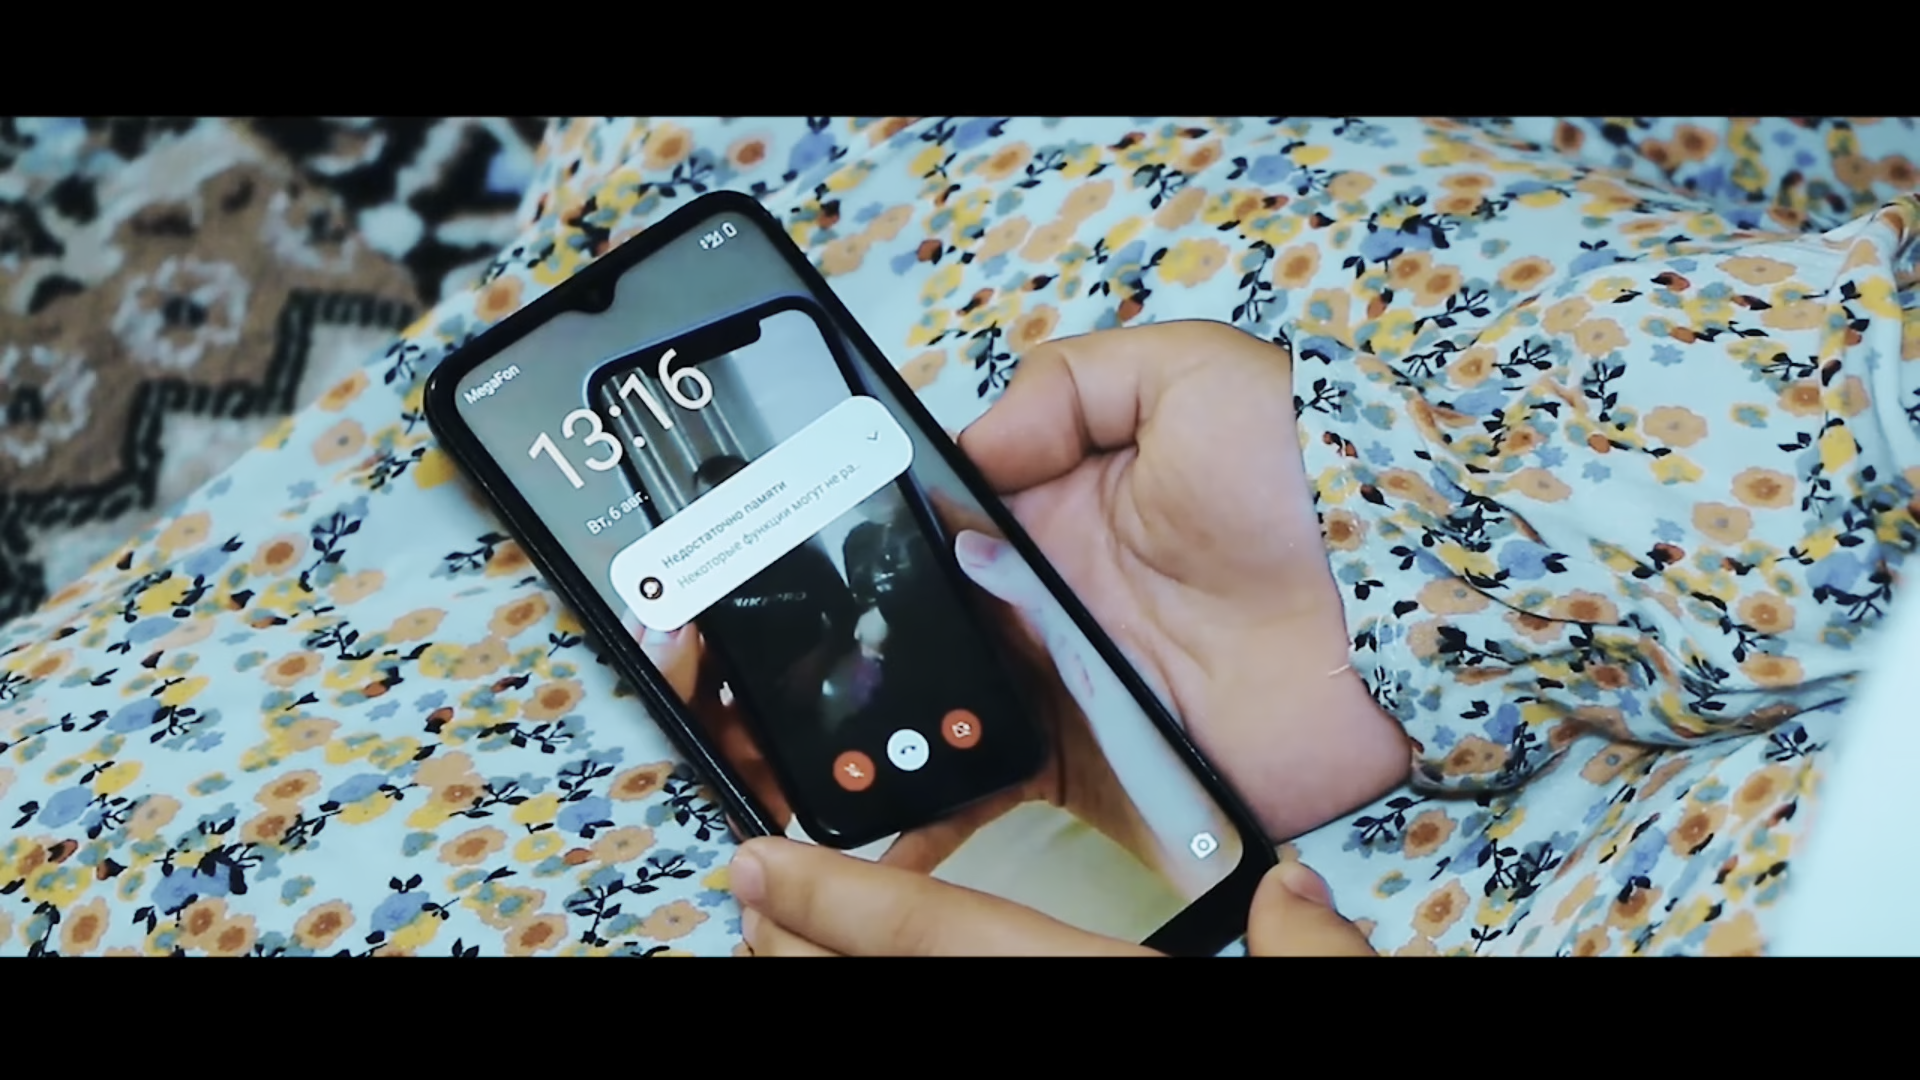 MegaFon
13:16
Вт, 6 авг.
Недостаточно памяти
Некоторые функции могут не ра..